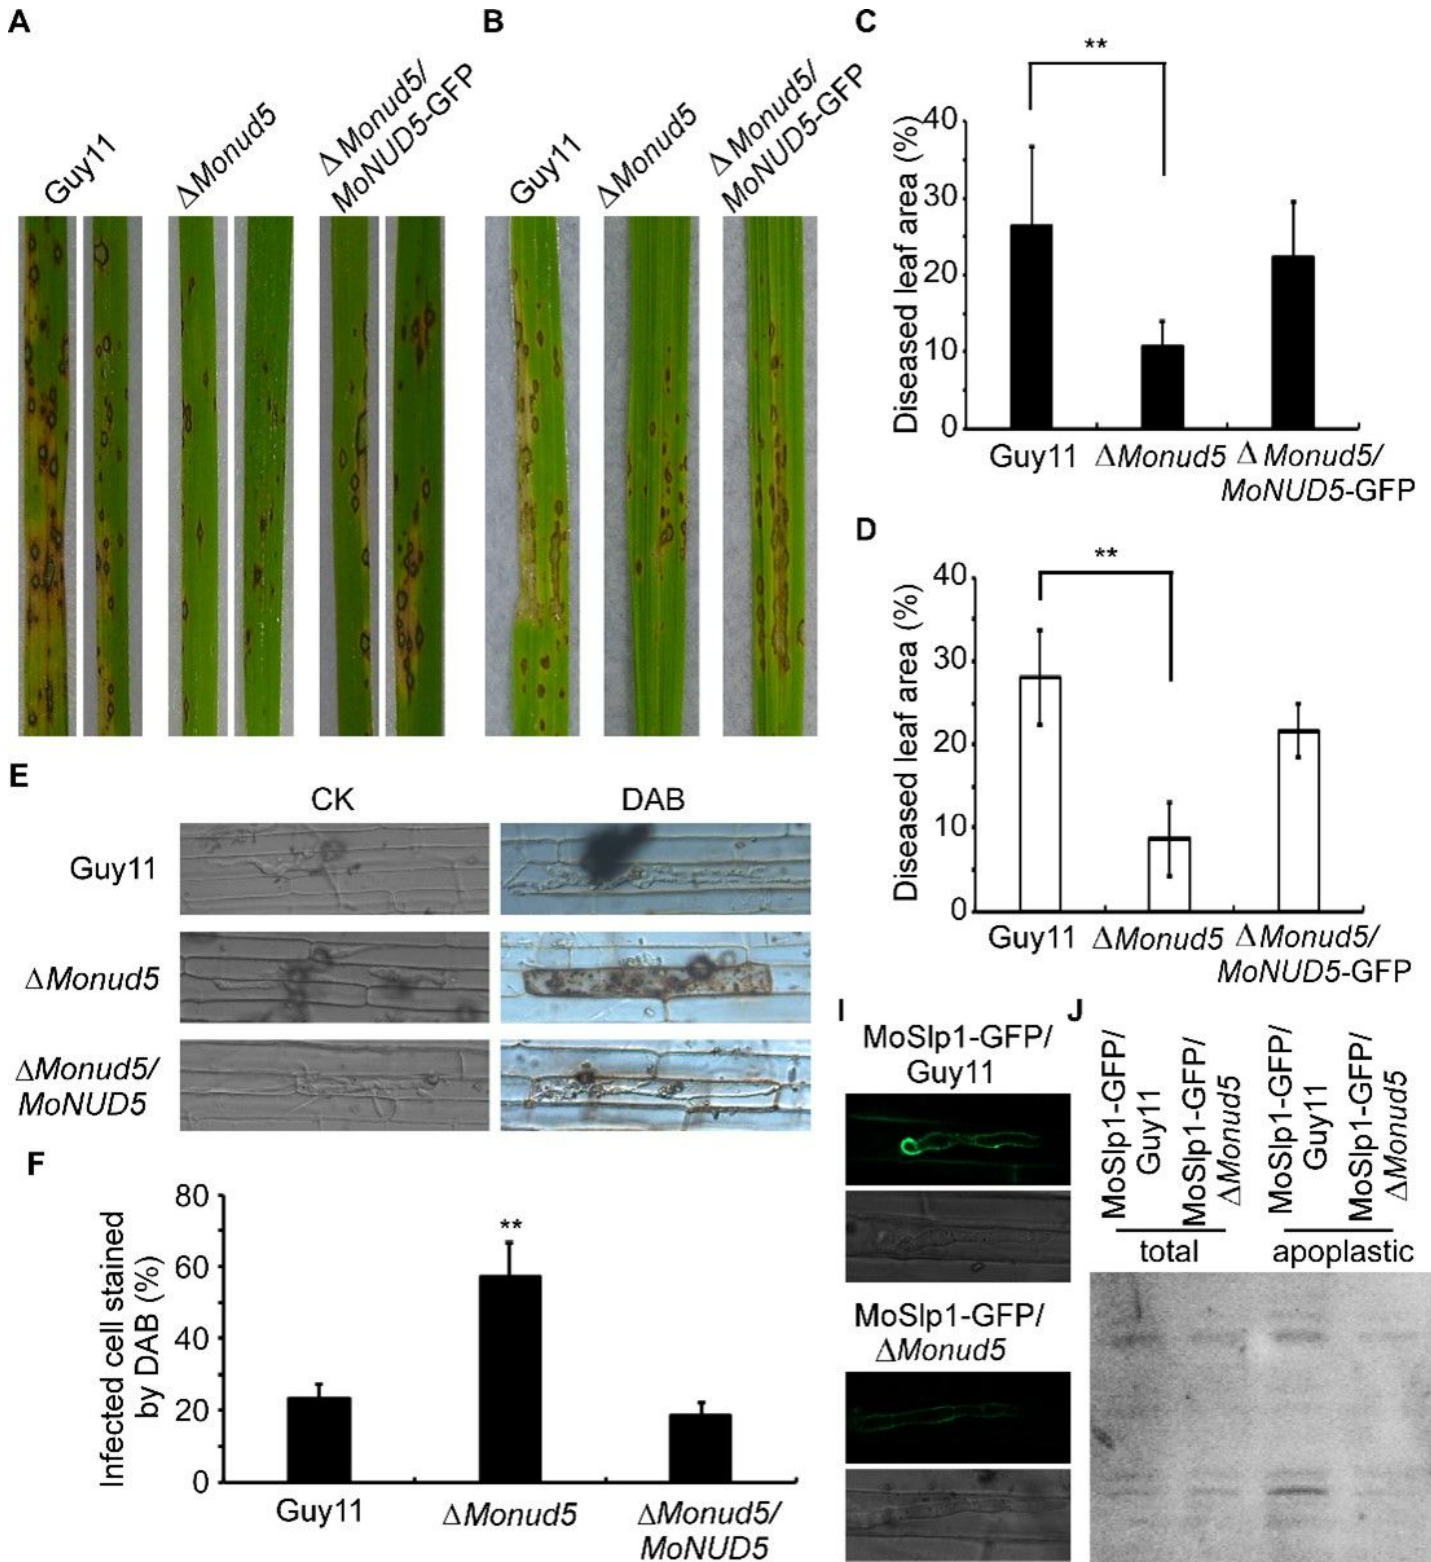 A
Guy11
ΔMonud5
ΔMonud5/
MoNUD5-GFP
B
Guy11
ΔMonud5
ΔMonud5/
MoNUD5-GFP
C
**
Diseased leaf area (%)
40
30
20
10
0
Guy11
ΔMonud5
Δ Monud5/
MoNUD5-GFP
D
**
Diseased leaf area (%)
40
30
20
10
0
Guy11
ΔMonud5
Δ Monud5/
MoNUD5-GFP
E
CK
DAB
Guy11
ΔMonud5
ΔMonud5/
MoNUD5
F
Infected cell stained
by DAB (%)
80
60
40
20
0
**
Guy11
ΔMonud5
ΔMonud5/
MoNUD5
I
MoSlp1-GFP/
Guy11
MoSlp1-GFP/
ΔMonud5
J
MoSlp1-GFP/
Guy11
MoSlp1-GFP/
ΔMonud5
MoSlp1-GFP/
Guy11
MoSlp1-GFP/
ΔMonud5
total
apoplastic